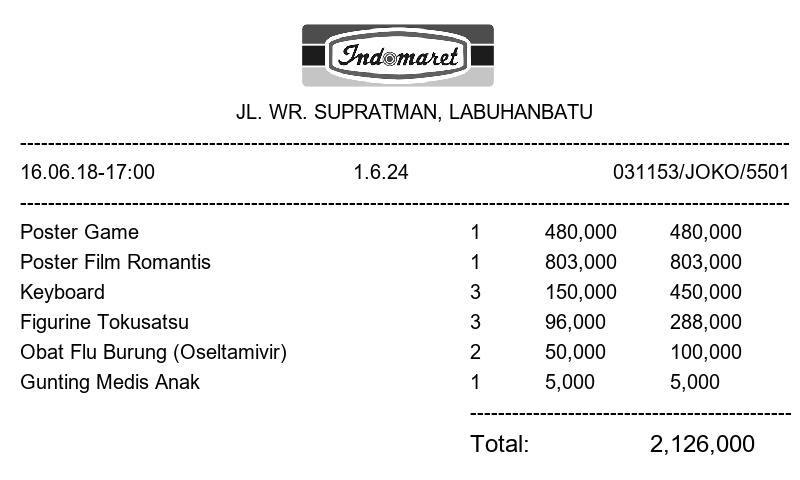 Indomaret
JL. WR. SUPRATMAN, LABUHANBATU
--------------------------------------------------------------------------------
16.06.18-17:00 1.6.24 031153/JOKO/5501
--------------------------------------------------------------------------------
Poster Game 1 480,000 480,000
Poster Film Romantis 1 803,000 803,000
Keyboard 3 150,000 450,000
Figurine Tokusatsu 3 96,000 288,000
Obat Flu Burung (Oseltamivir) 2 50,000 100,000
Gunting Medis Anak 1 5,000 5,000
----------------------------------------------
Total: 2,126,000